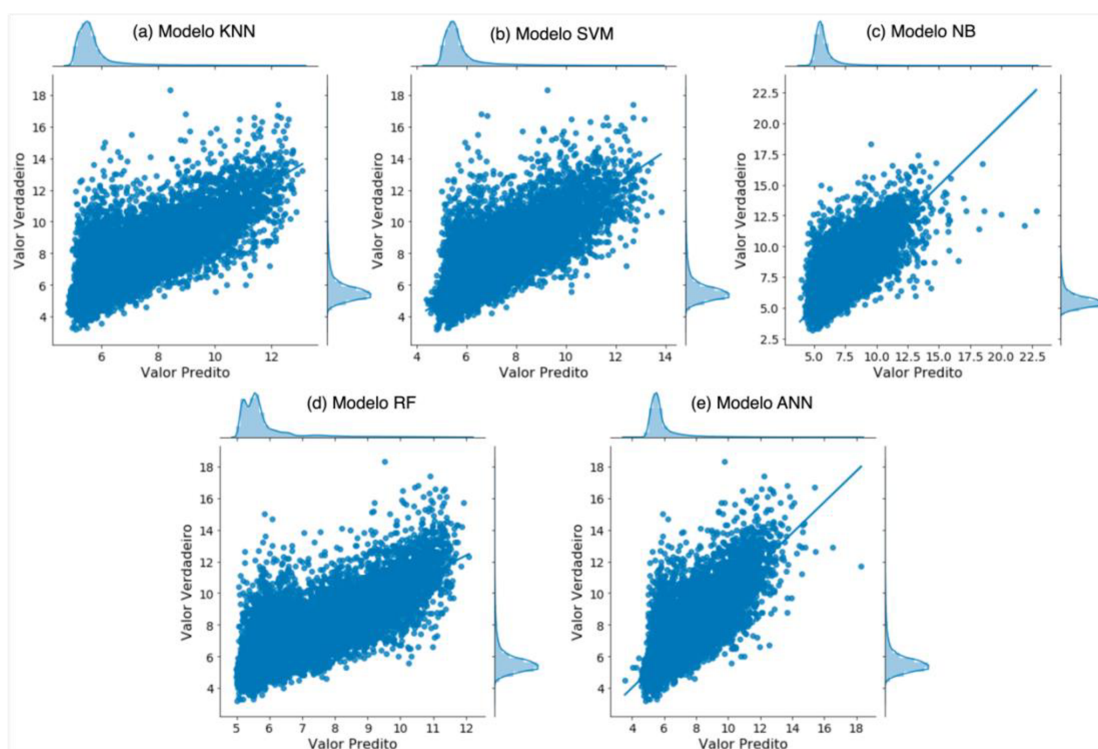 (a) Modelo KNN
Valor Verdadeiro
18
16
14
12
10
8
6
4
6 8 10 12
Valor Predito
(b) Modelo SVM
Valor Verdadeiro
18
16
14
12
10
8
6
4
4 6 8 10 12 14
Valor Predito
(c) Modelo NB
Valor Verdadeiro
22.5
20.0
17.5
15.0
12.5
10.0
7.5
5.0
2.5
5.0 7.5 10.0 12.5 15.0 17.5 20.0 22.5
Valor Predito
(d) Modelo RF
Valor Verdadeiro
18
16
14
12
10
8
6
4
5 6 7 8 9 10 11 12
Valor Predito
(e) Modelo ANN
Valor Verdadeiro
18
16
14
12
10
8
6
4
4 6 8 10 12 14 16 18
Valor Predito